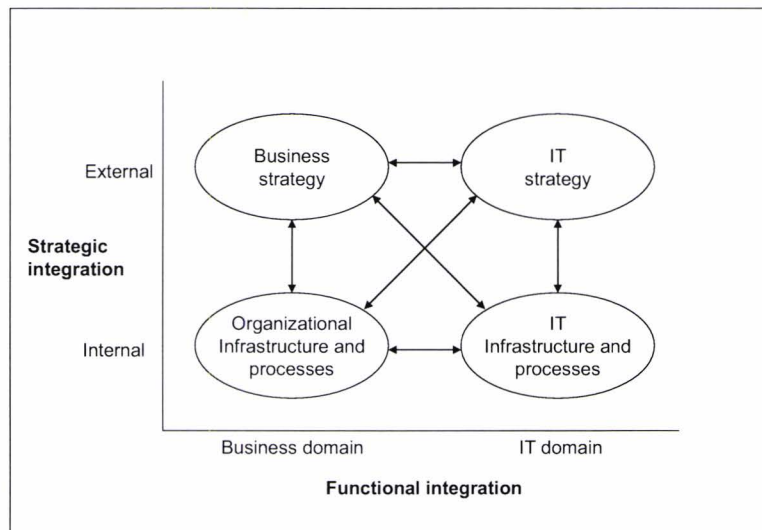 Business
strategy
IT
strategy
External
Strategic
integration
Organizational
Infrastructure and
processes
IT
Infrastructure and
processes
Internal
Business domain
IT domain
Functional integration